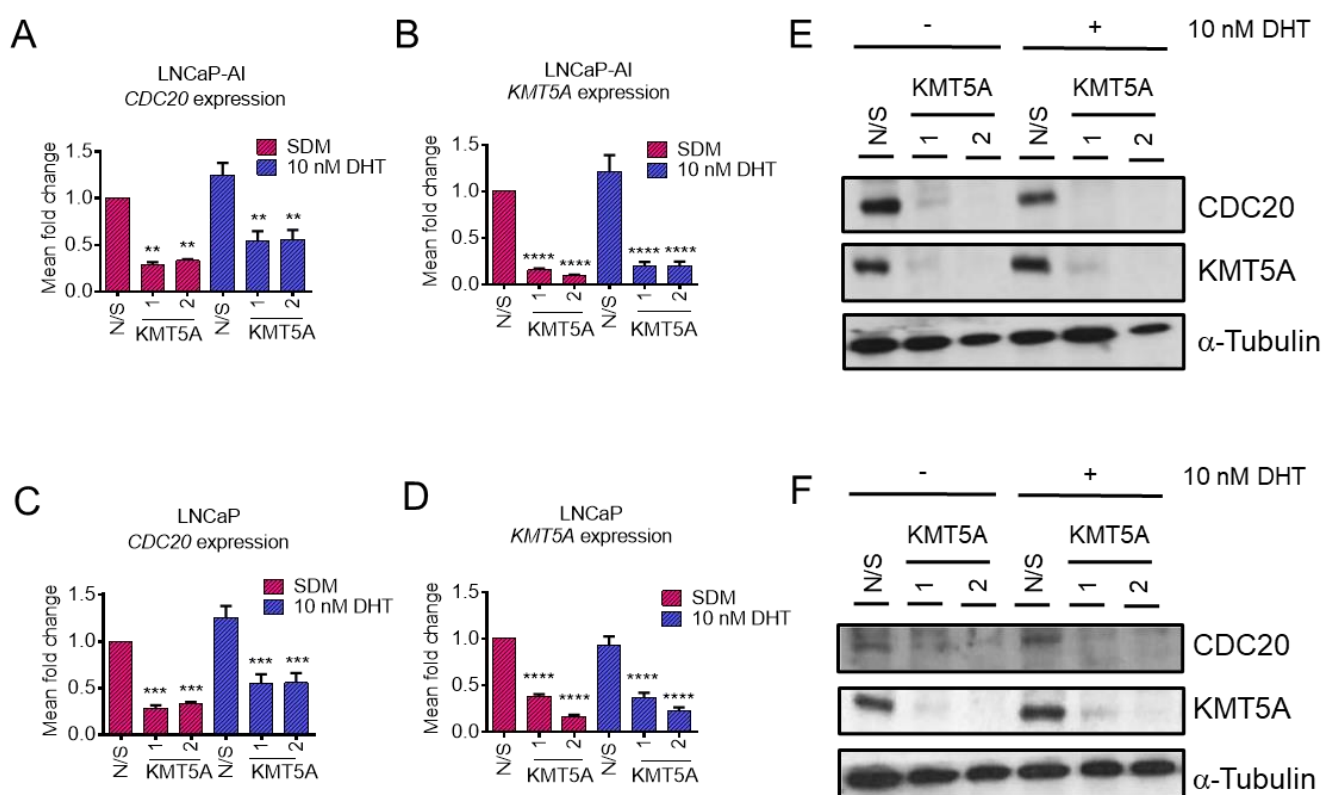 A
LNCaP-AI
CDC20 expression
SDM
10 nM DHT
Mean fold change
1.5
1.0
0.5
0.0
** ** ** **
N/S 1 2 N/S 1 2
KMT5A KMT5A
B
LNCaP-AI
KMT5A expression
SDM
10 nM DHT
Mean fold change
1.5
1.0
0.5
0.0
**** **** **** ****
N/S 1 2 N/S 1 2
KMT5A KMT5A
E
- + 10 nM DHT
KMT5A KMT5A
N/S 1 2 N/S 1 2
CDC20
KMT5A
α-Tubulin
C
LNCaP
CDC20 expression
SDM
10 nM DHT
Mean fold change
1.5
1.0
0.5
0.0
*** *** *** ***
N/S 1 2 N/S 1 2
KMT5A KMT5A
D
LNCaP
KMT5A expression
SDM
10 nM DHT
Mean fold change
1.5
1.0
0.5
0.0
**** **** **** ****
N/S 1 2 N/S 1 2
KMT5A KMT5A
F
- + 10 nM DHT
KMT5A KMT5A
N/S 1 2 N/S 1 2
CDC20
KMT5A
α-Tubulin